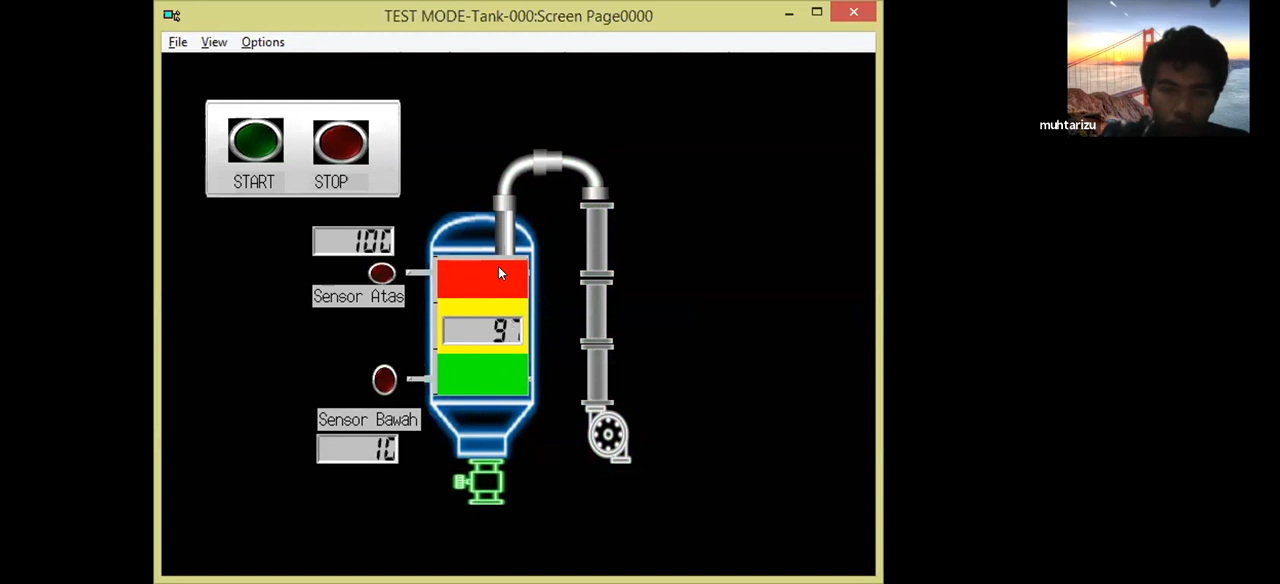 TEST MODE-Tank-000:Screen Page0000
File View Options
muhtarizu
START STOP
100
Sensor Atas
97
Sensor Bawah
10